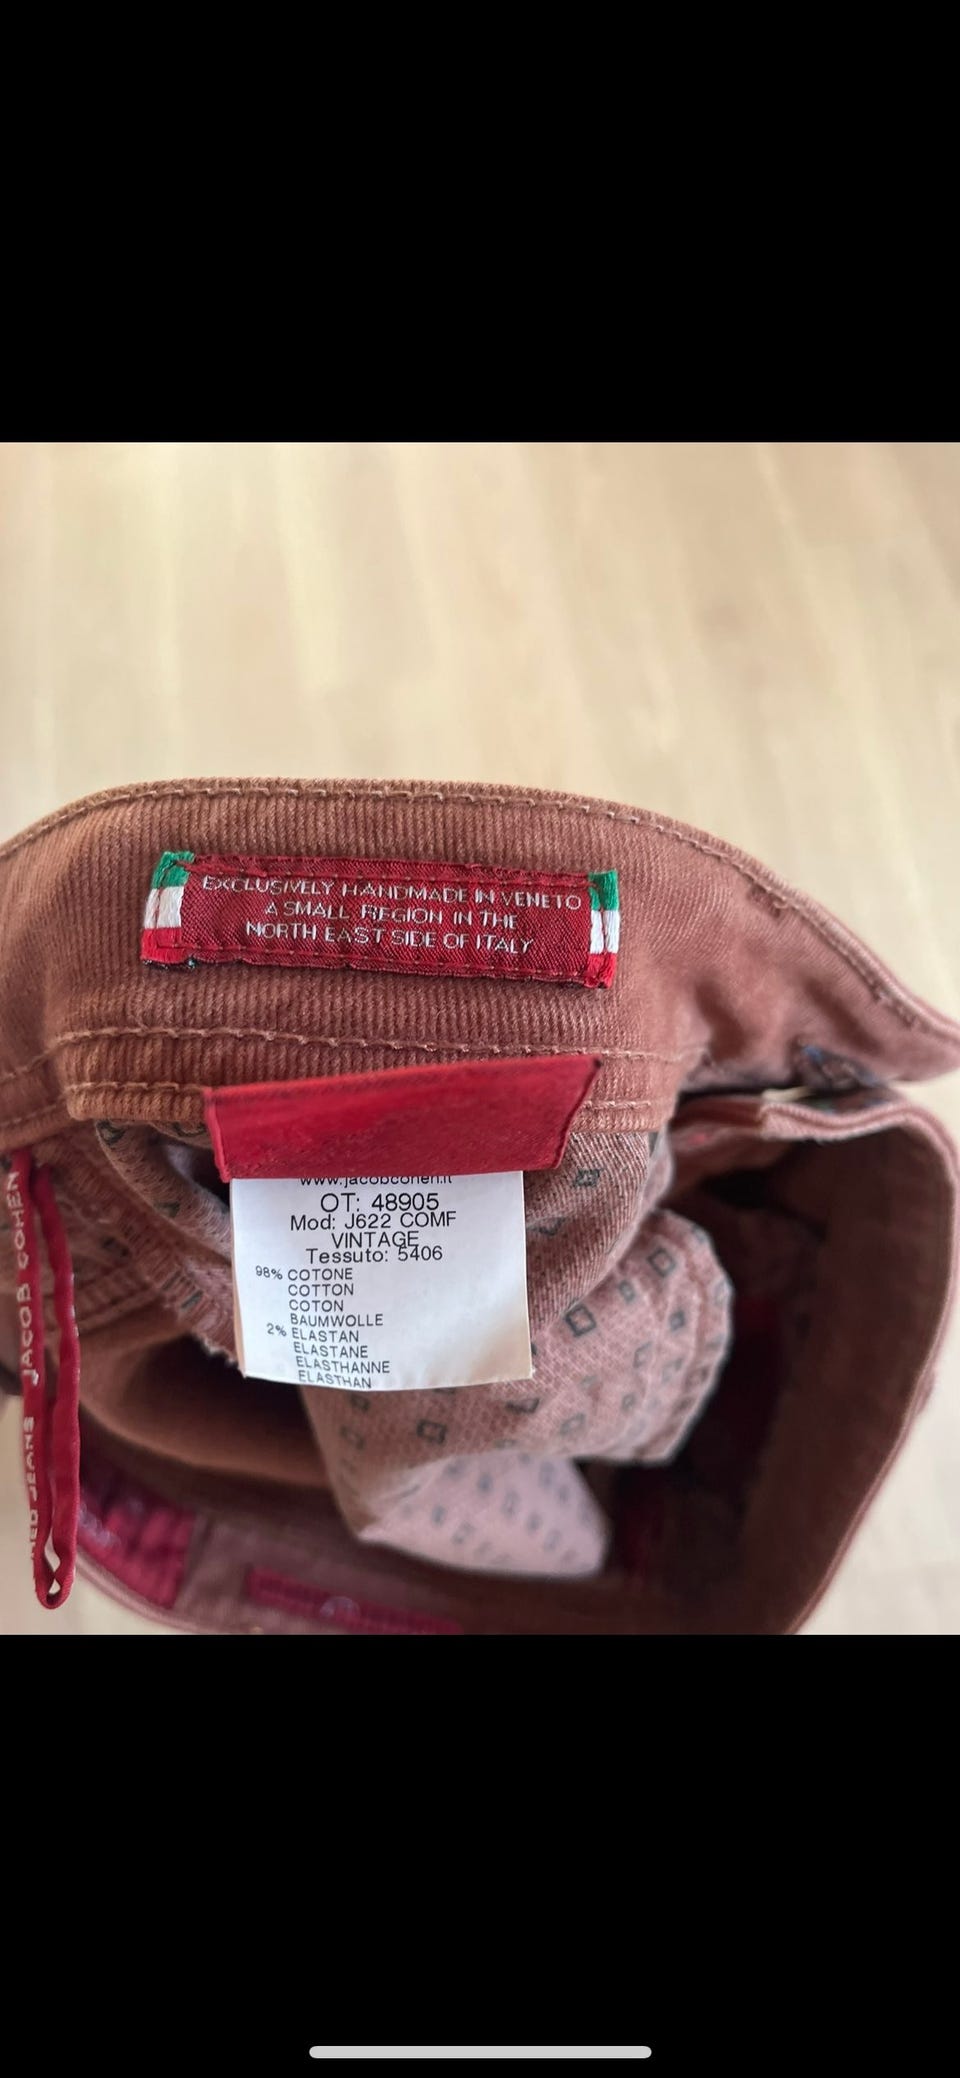 EXCLUSIVELY HANDMADE IN VENETO
A SMALL REGION IN THE
NORTH EAST SIDE OF ITALY
www.jacobcohen.it
OT: 48905
Mod: J622 COMF
VINTAGE
Tessuto: 5406
98% COTONE
COTTON
COTON
BAUMWOLLE
2% ELASTAN
ELASTANE
ELASTHANNE
ELASTHAN
JACOB COHEN
JEANS